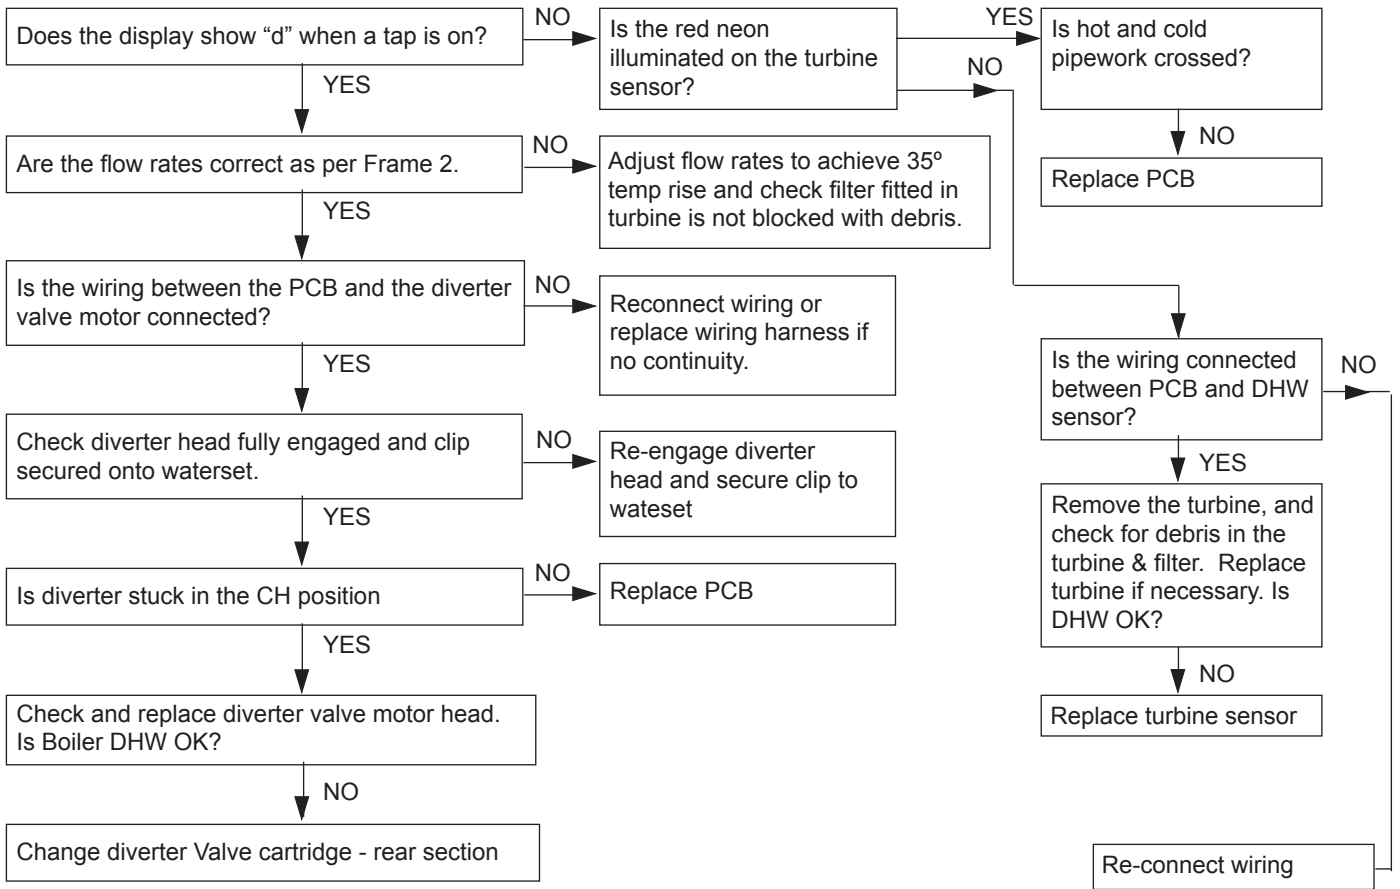 Does the display show “d” when a tap is on?
NO
Is the red neon
illuminated on the turbine
sensor?
YES
Is hot and cold
pipework crossed?
NO
YES
NO
Replace PCB
Are the flow rates correct as per Frame 2.
NO
Adjust flow rates to achieve 35º
temp rise and check filter fitted in
turbine is not blocked with debris.
YES
Is the wiring between the PCB and the diverter
valve motor connected?
NO
Reconnect wiring or
replace wiring harness if
no continuity.
YES
Is the wiring connected
between PCB and DHW
sensor?
NO
YES
Check diverter head fully engaged and clip
secured onto waterset.
NO
Re-engage diverter
head and secure clip to
wateset
YES
Remove the turbine, and
check for debris in the
turbine & filter.  Replace
turbine if necessary. Is
DHW OK?
NO
Replace turbine sensor
Is diverter stuck in the CH position
NO
Replace PCB
YES
Check and replace diverter valve motor head.
Is Boiler DHW OK?
NO
Change diverter Valve cartridge - rear section
Re-connect wiring